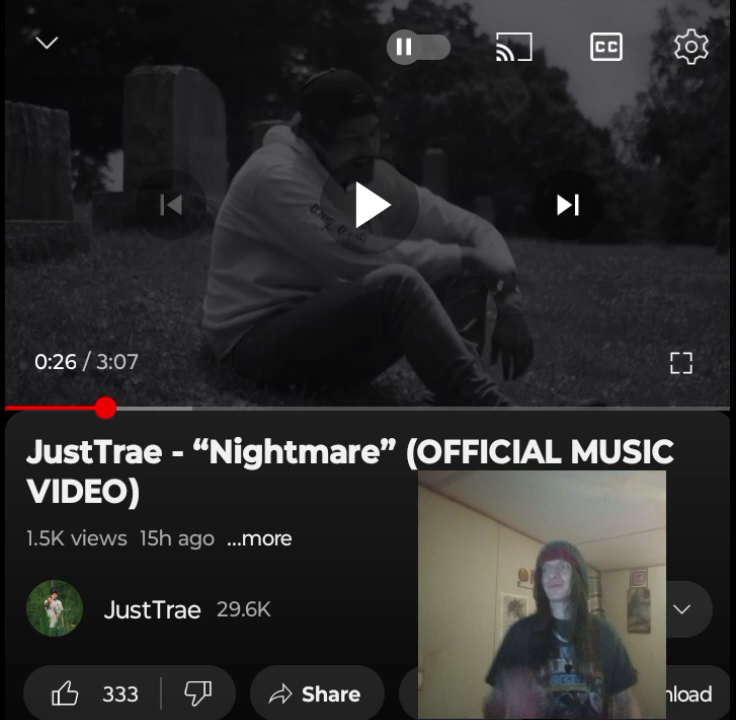 CC
0:26 / 3:07
JustTrae - “Nightmare” (OFFICIAL MUSIC
VIDEO)
1.5K views 15h ago ...more
JustTrae 29.6K
333
Share
nload